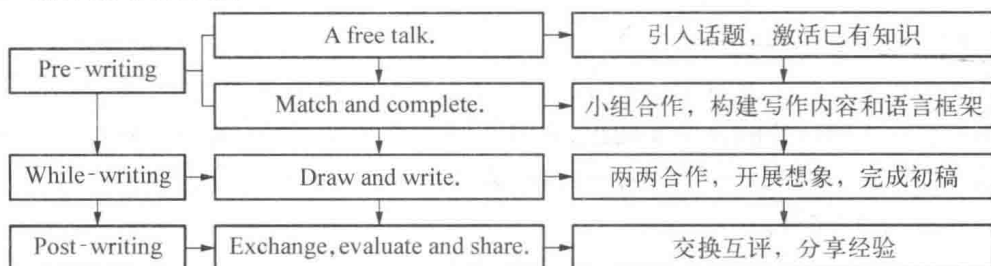 A free talk.
引入话题，激活已有知识
Pre-writing
Match and complete.
小组合作，构建写作内容和语言框架
While-writing
Draw and write.
两两合作，开展想象，完成初稿
Post-writing
Exchange, evaluate and share.
交换互评，分享经验